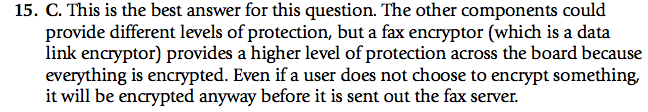 15. C. This is the best answer for this question. The other components could
provide different levels of protection, but a fax encryptor (which is a data
link encryptor) provides a higher level of protection across the board because
everything is encrypted. Even if a user does not choose to encrypt something,
it will be encrypted anyway before it is sent out the fax server.